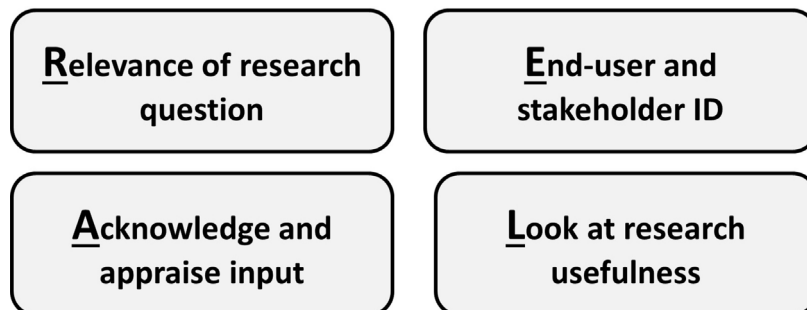 Relevance of research
question
End-user and
stakeholder ID
Acknowledge and
appraise input
Look at research
usefulness